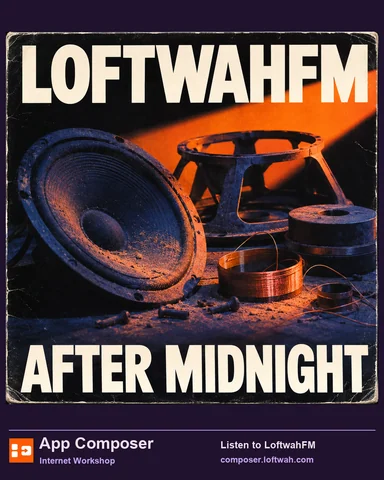 LOFTWAHFM
AFTER MIDNIGHT
App Composer
Internet Workshop
Listen to LoftwahFM
composer.loftwah.com